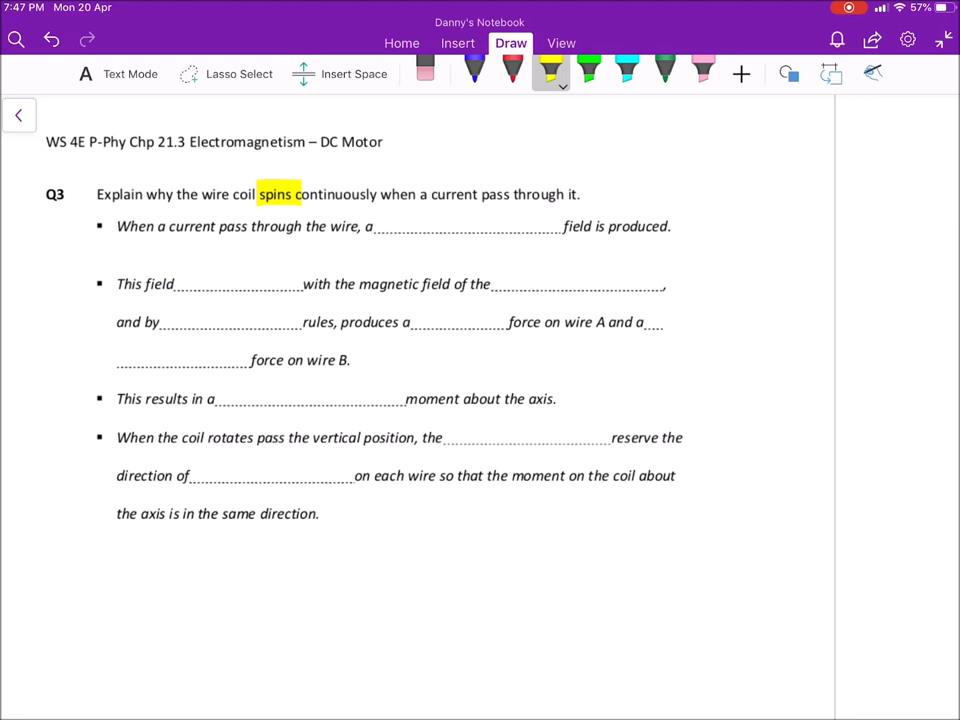 7:47 PM Mon 20 Apr
57%
Danny's Notebook
Home Insert Draw View
A Text Mode Lasso Select Insert Space
WS 4E P-Phy Chp 21.3 Electromagnetism – DC Motor
Q3 Explain why the wire coil spins continuously when a current pass through it.
▪ When a current pass through the wire, a................................field is produced.
▪ This field................................with the magnetic field of the................................,
and by................................rules, produces a................................force on wire A and a....
................................force on wire B.
▪ This results in a................................moment about the axis.
▪ When the coil rotates pass the vertical position, the................................reserve the
direction of................................on each wire so that the moment on the coil about
the axis is in the same direction.